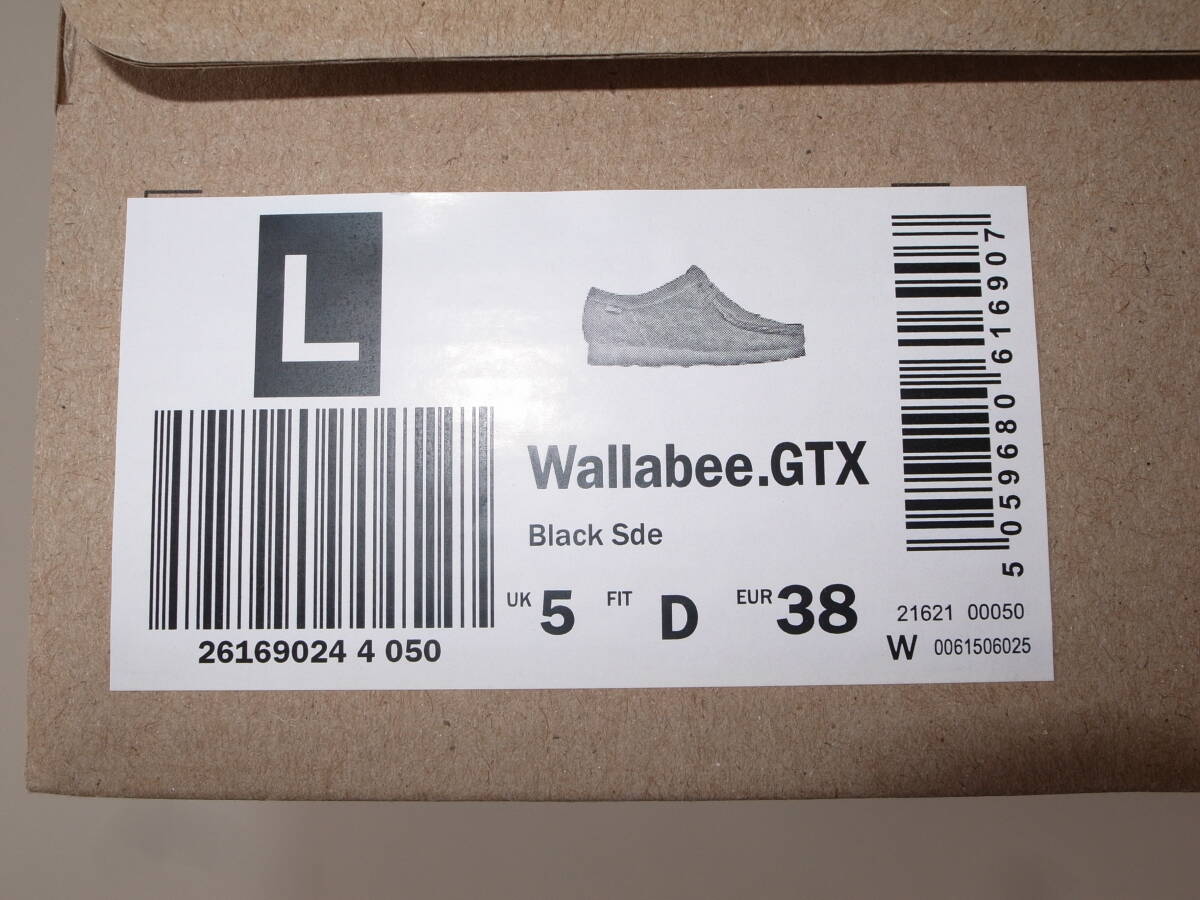 L
26169024 4 050
Wallabee.GTX
Black Sde
UK 5 FIT D EUR 38
5 059680 616907
21621 00050
W 0061506025